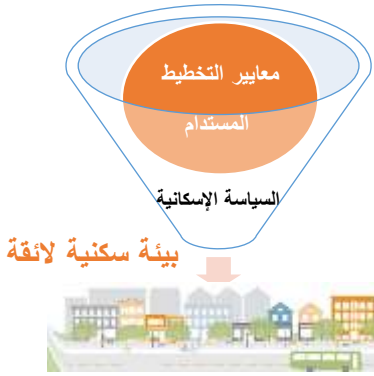 معايير التخطيط
المستدام
السياسة الإسكانية
بيئة سكنية لائقة